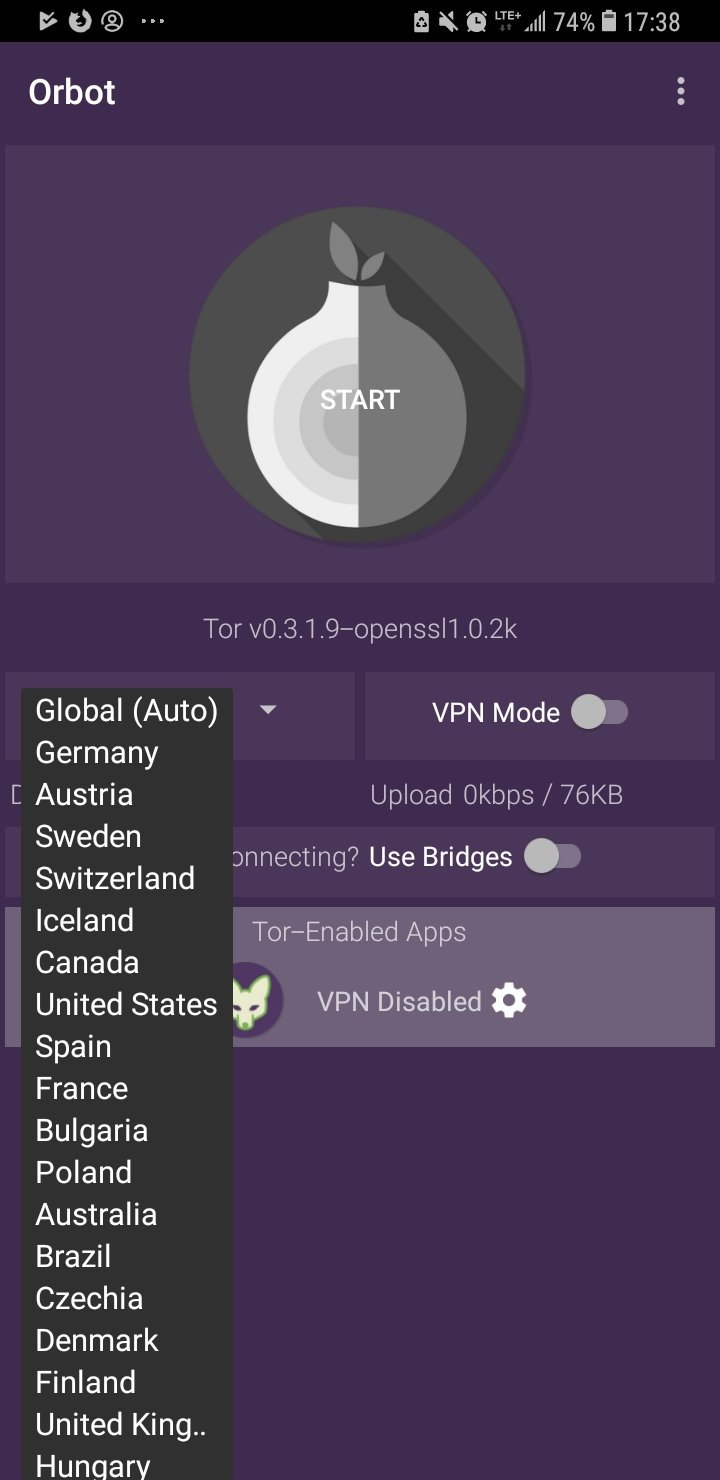 LTE+ 74% 17:38
Orbot
START
Tor v0.3.1.9–openssl1.0.2k
Global (Auto)
VPN Mode
Germany
Austria
D
Upload 0kbps / 76KB
Sweden
Switzerland
onnecting? Use Bridges
Iceland
Tor–Enabled Apps
Canada
United States
VPN Disabled
Spain
France
Bulgaria
Poland
Australia
Brazil
Czechia
Denmark
Finland
United King..
Hungary